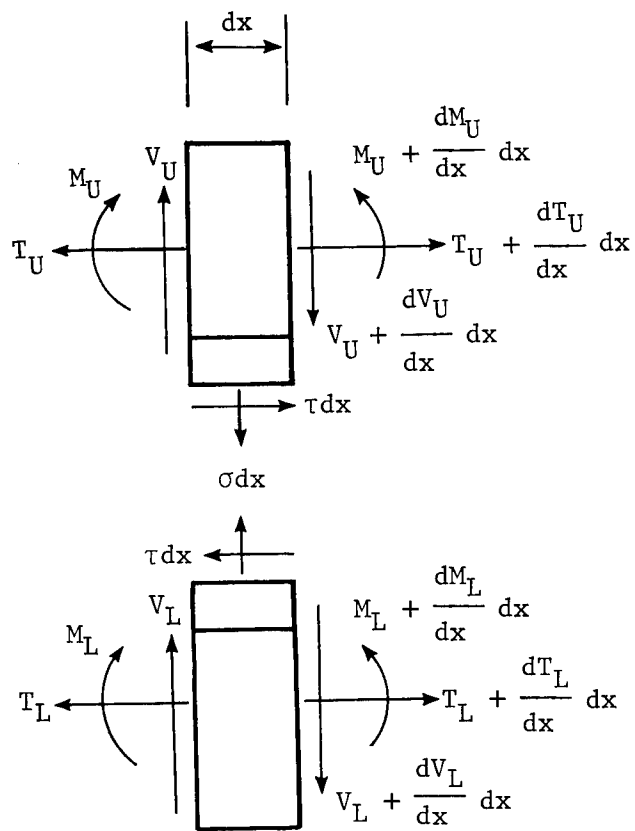 dx
V_U
M_U
M_U + dM_U/dx dx
T_U
T_U + dT_U/dx dx
V_U + dV_U/dx dx
τdx
σdx
τdx
V_L
M_L
M_L + dM_L/dx dx
T_L
T_L + dT_L/dx dx
V_L + dV_L/dx dx